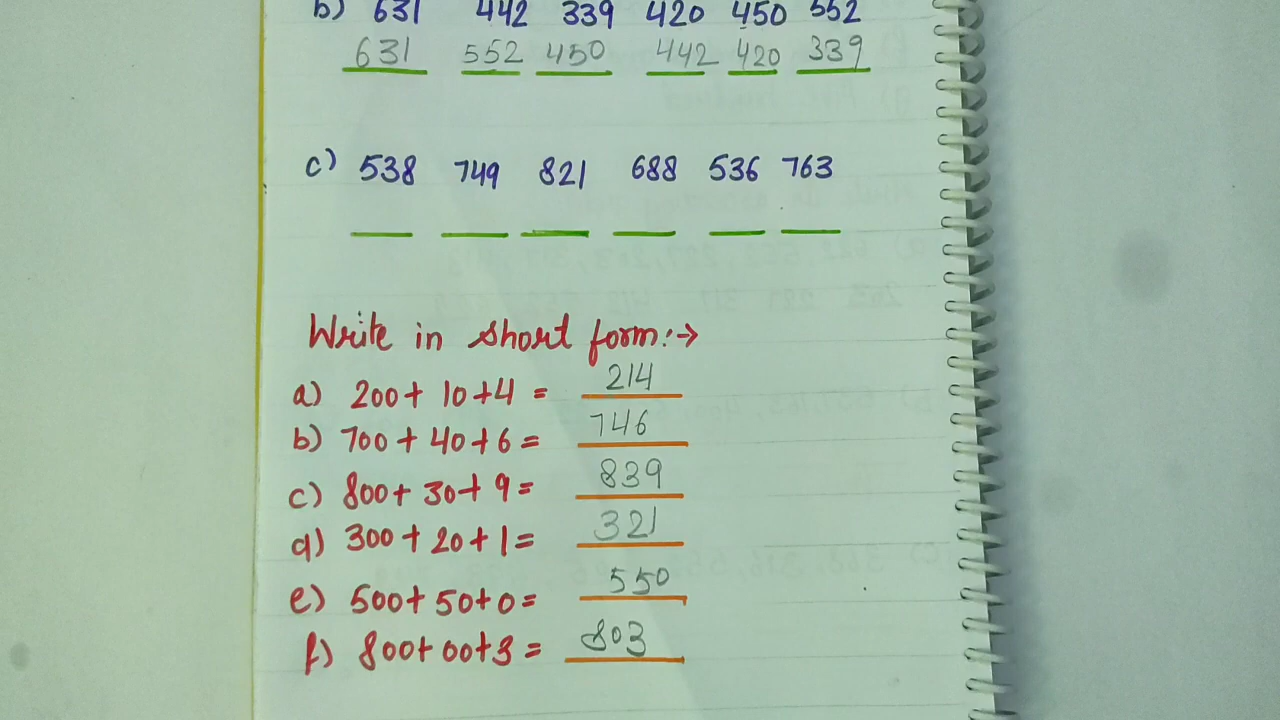 b) 631 442 339 420 450 552
631 552 450 442 420 339
c) 538 749 821 688 536 763
Write in short form:→
a) 200+ 10+4 = 214
b) 700 + 40+6 = 746
c) 800+ 30+ 9= 839
d) 300 + 20 + 1 = 321
e) 500+ 50+0= 550
f) 800+ 00+3 = 803